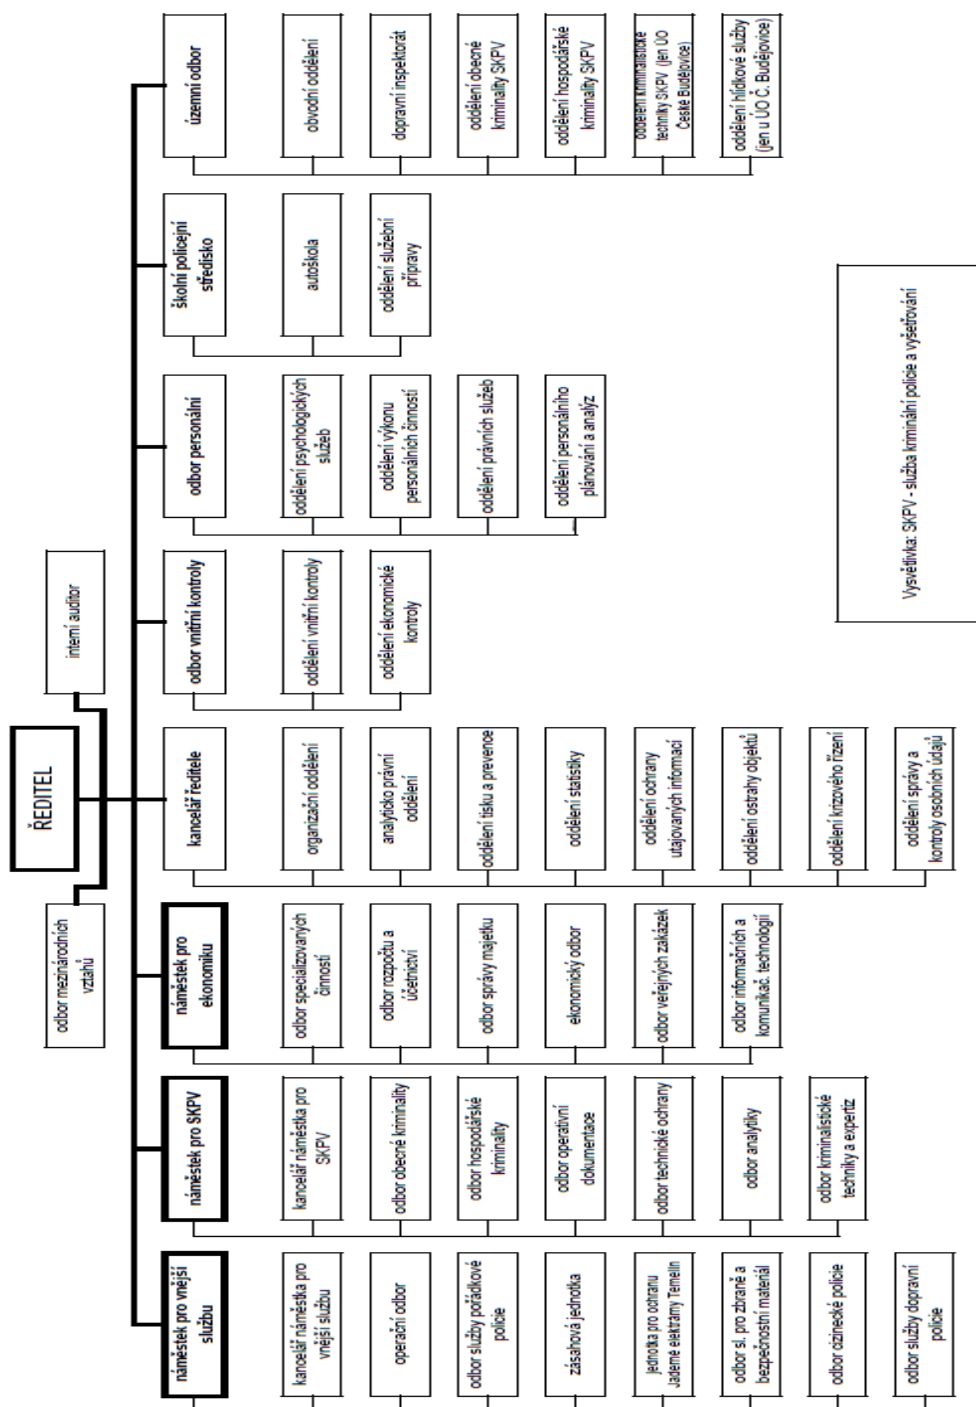 ŘEDITEL
odbor mezinárodních
vztahů
interní auditor
náměstek pro vnější
službu
kancelář náměstka pro
vnější službu
operační odbor
odbor služby pořádkové
policie
zásahová jednotka
jednotka pro ochranu
Jaderné elektrárny Temelín
odbor sl. pro zbraně a
bezpečnostní materiál
odbor cizinecké policie
odbor služby dopravní
policie
náměstek pro SKPV
kancelář náměstka pro
SKPV
odbor obecné kriminality
odbor hospodářské
kriminality
odbor operativní
dokumentace
odbor technické ochrany
odbor analytiky
odbor kriminalistické
techniky a expertiz
náměstek pro
ekonomiku
odbor specializovaných
činností
odbor rozpočtu a
účetnictví
odbor správy majetku
ekonomický odbor
odbor veřejných zakázek
odbor informačních a
komunikač. technologií
kancelář ředitele
organizační oddělení
analyticko právní
oddělení
oddělení tisku a prevence
oddělení statistiky
oddělení ochrany
utajovaných informací
oddělení ostrahy objektů
oddělení krizového řízení
oddělení správy a
kontroly osobních údajů
odbor vnitřní kontroly
oddělení vnitřní kontroly
oddělení ekonomické
kontroly
odbor personální
oddělení psychologických
služeb
oddělení výkonu
personálních činností
oddělení právních služeb
oddělení personálního
plánování a analýz
školní policejní
středisko
autoškola
oddělení služební
přípravy
územní odbor
obvodní oddělení
dopravní inspektorát
oddělení obecné
kriminality SKPV
oddělení hospodářské
kriminality SKPV
oddělení kriminalistické
techniky SKPV (jen ÚO
České Budějovice)
oddělení hlídkové služby
(jen u ÚO Č. Budějovice)
Vysvětlivka: SKPV - služba kriminální policie a vyšetřování